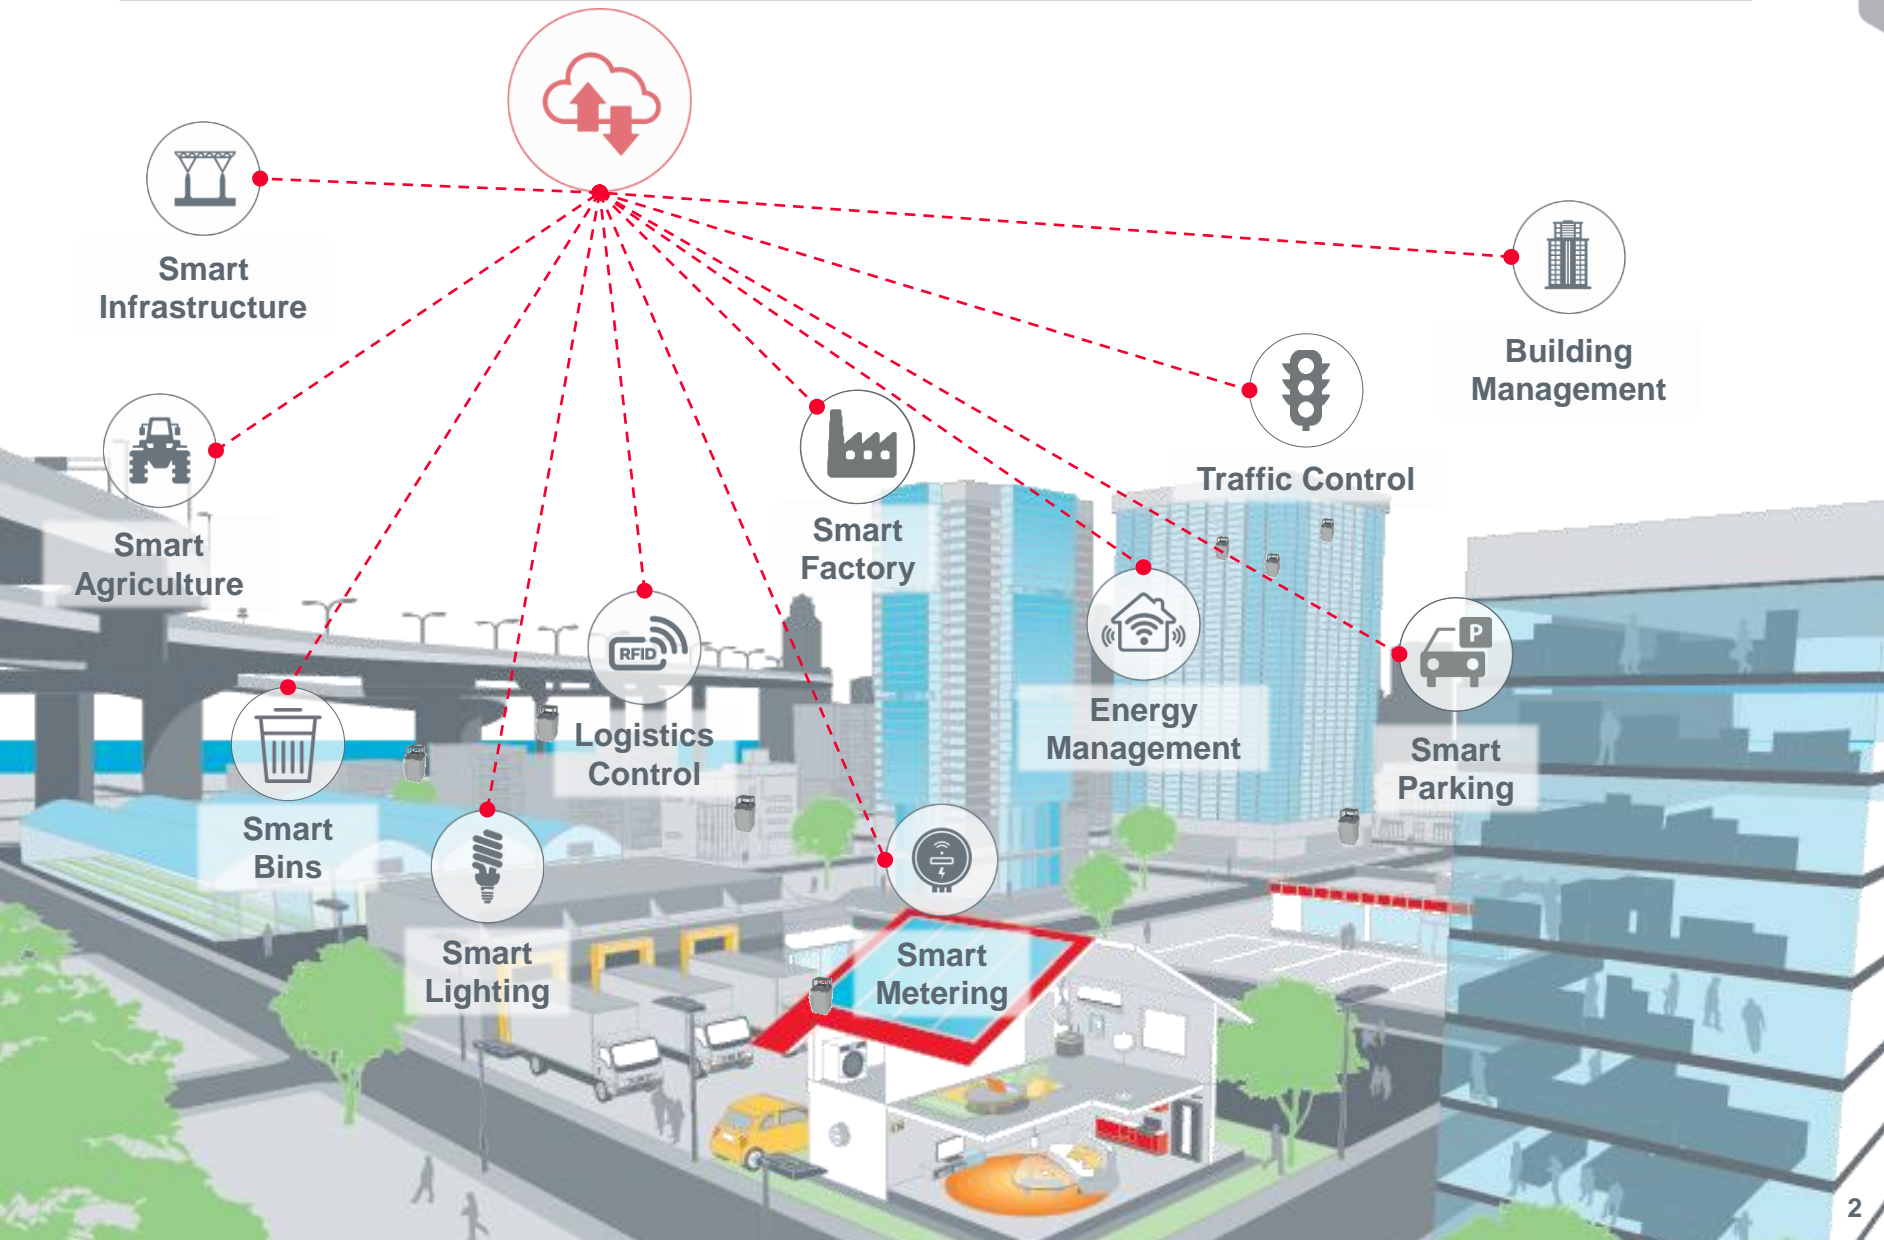 Smart
Infrastructure
Building
Management
Traffic Control
Smart
Agriculture
Smart
Factory
RFID
P
Energy
Management
Logistics
Control
Smart
Parking
Smart
Bins
Smart
Lighting
Smart
Metering
2